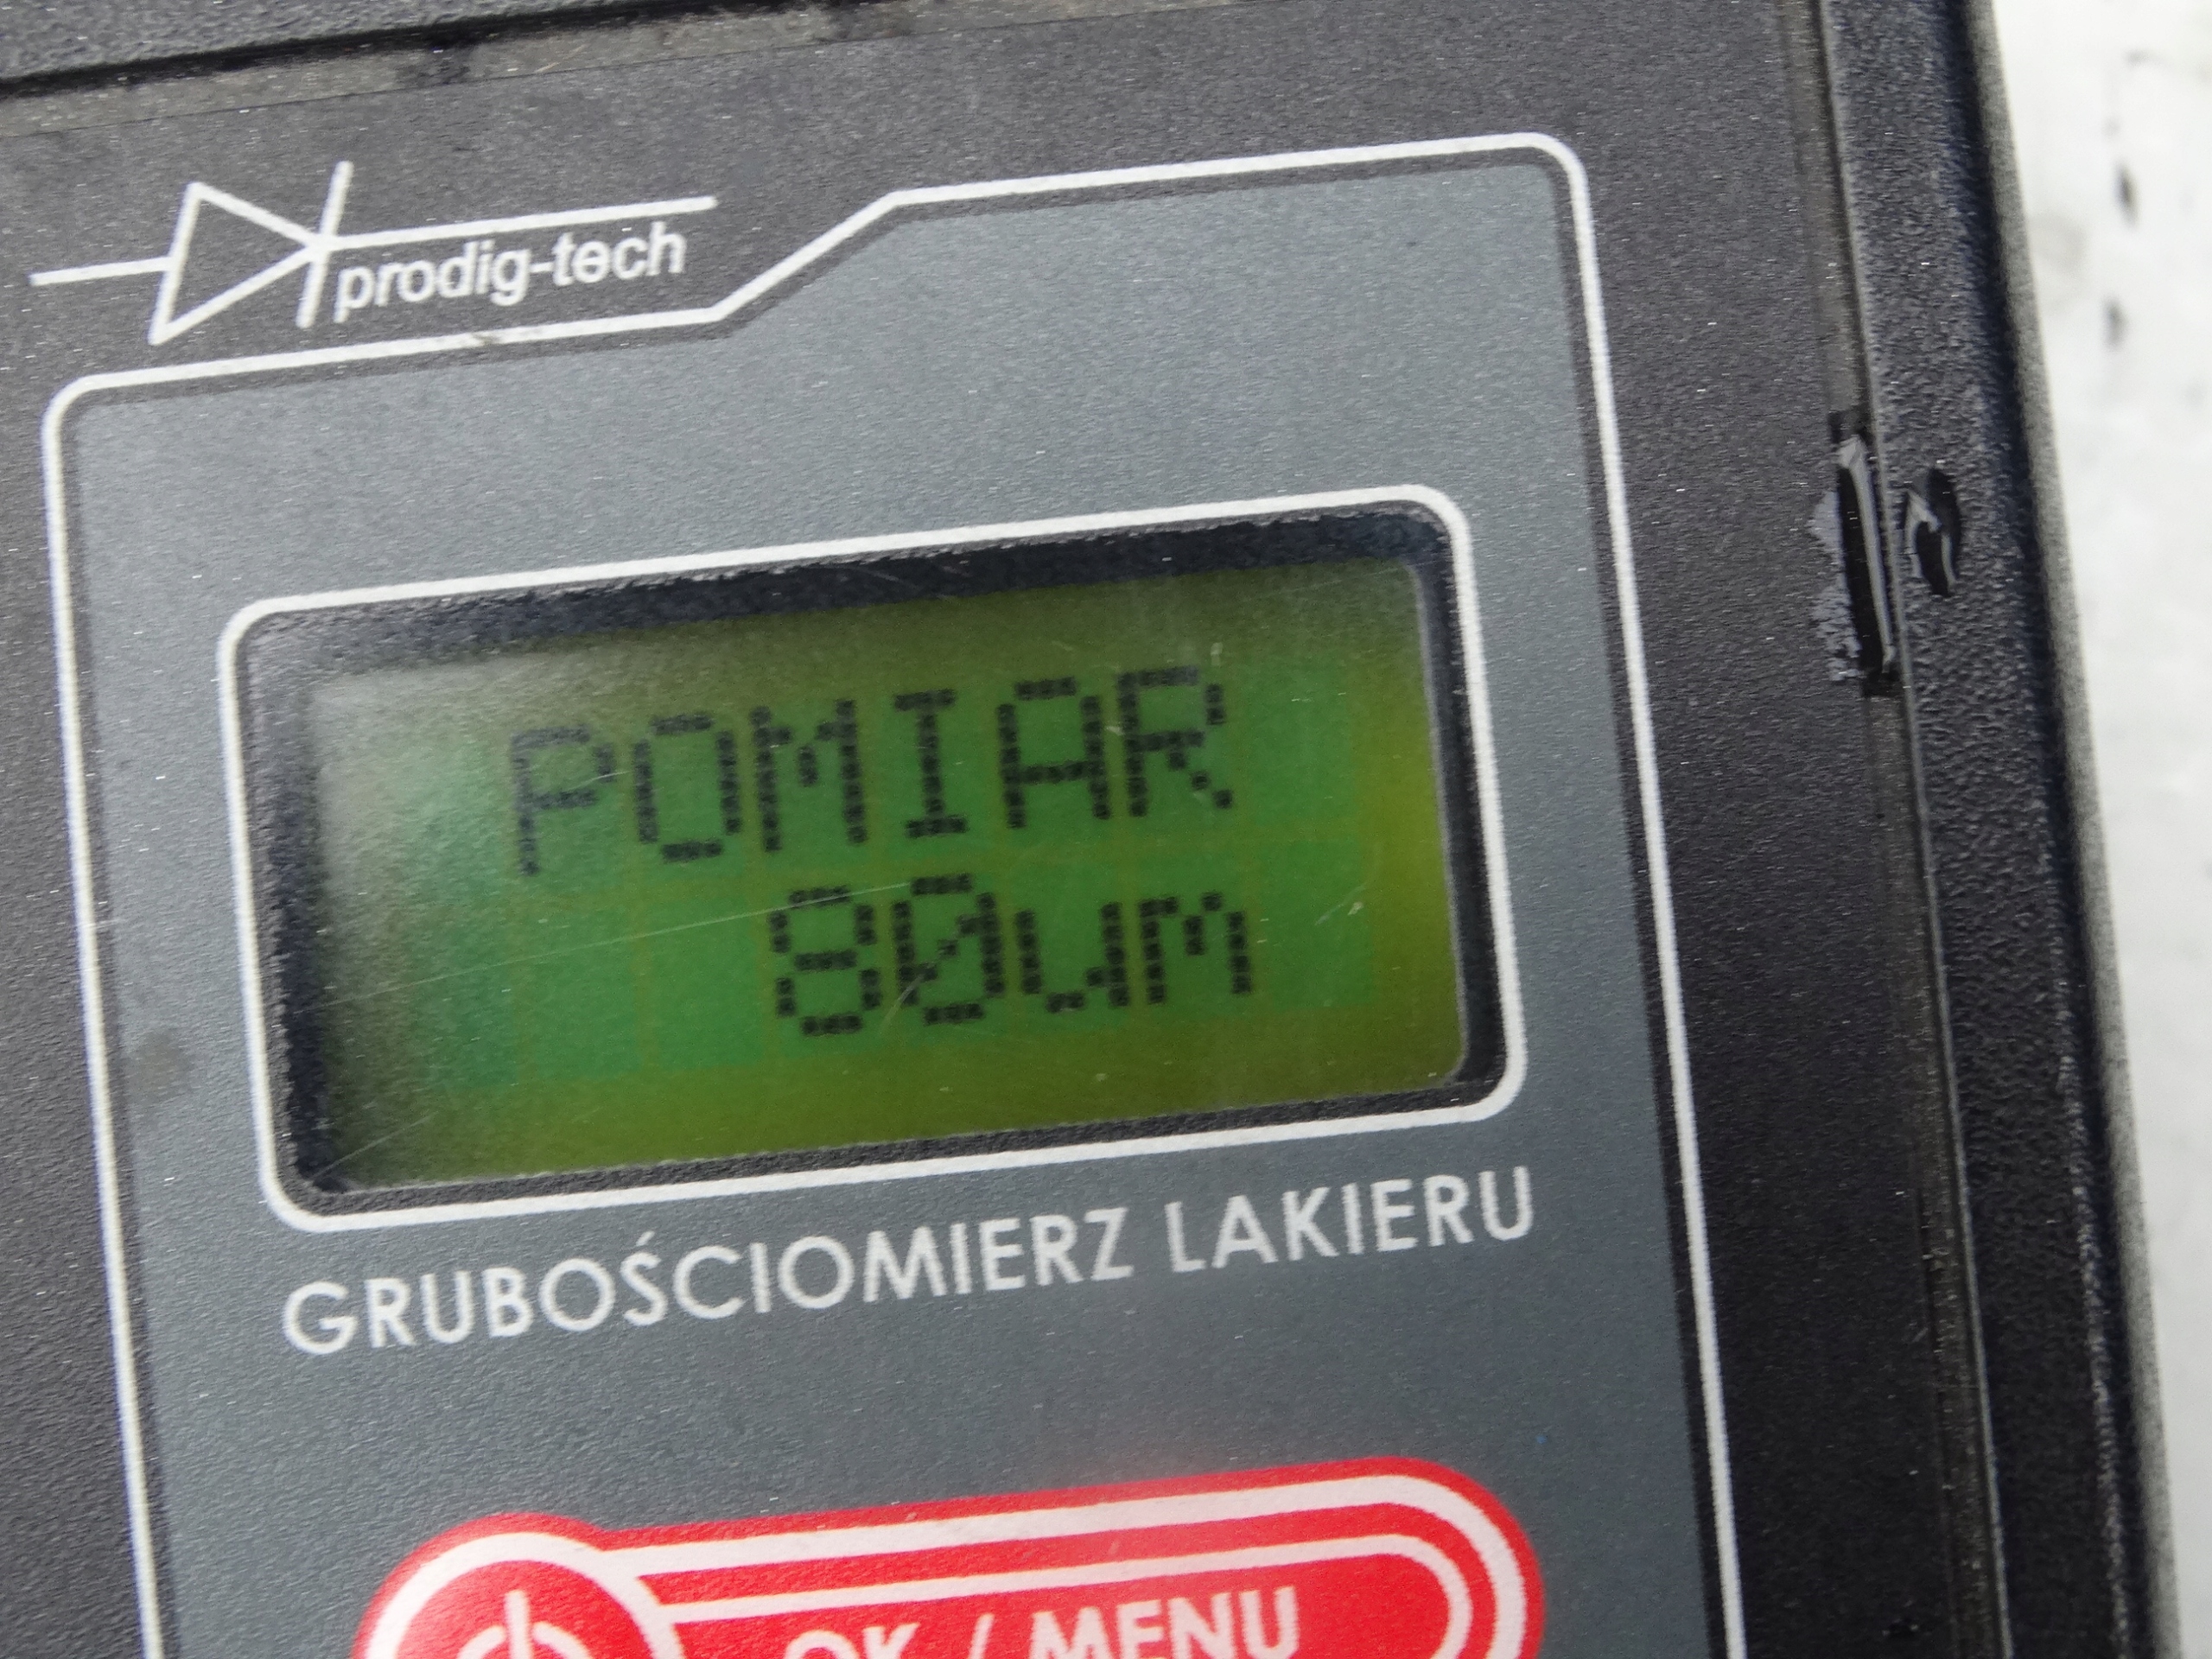 prodig-tech
POMIAR
80um
GRUBOŚCIOMIERZ LAKIERU
OK / MENU